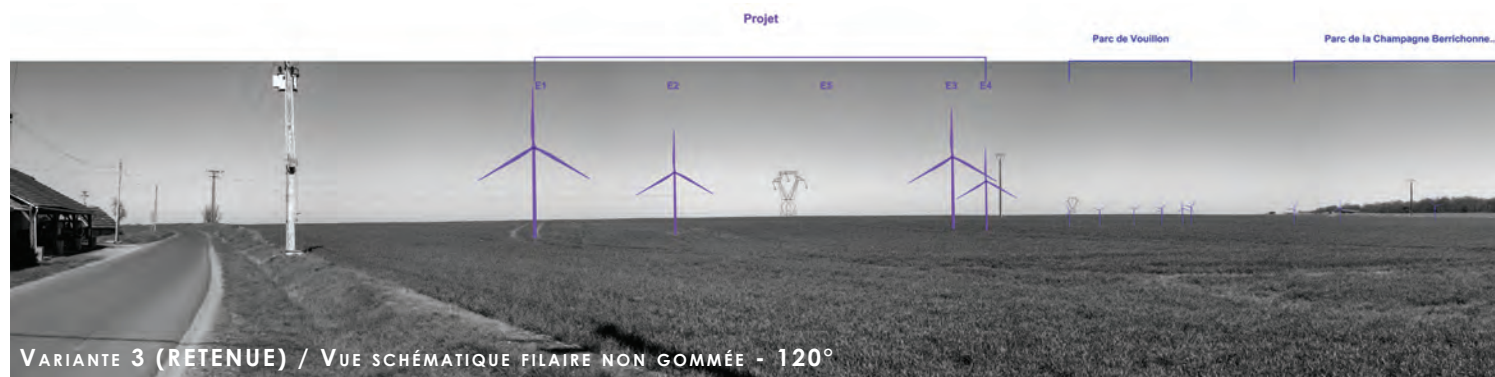 Projet
Parc de Vouillon
Parc de la Champagne Berrichonne...
E1 E2 E5 E3 E4
VARIANTE 3 (RETENUE) / VUE SCHÉMATIQUE FILAIRE NON GOMMÉE - 120°